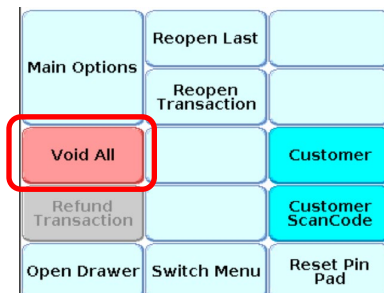 Main Options
Reopen Last
Reopen
Transaction
Void All
Customer
Refund
Transaction
Customer
ScanCode
Open Drawer
Switch Menu
Reset Pin
Pad